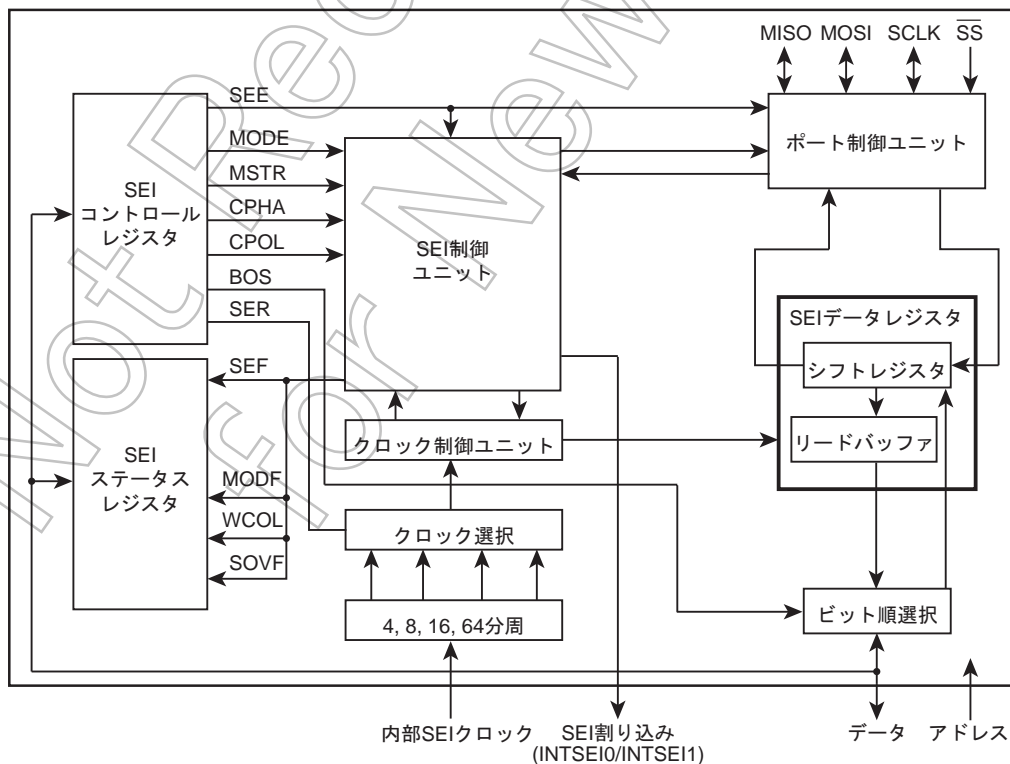 MISO MOSI SCLK SS
SEE
MODE
MSTR
CPHA
CPOL
BOS
SER
SEI
コントロール
レジスタ
SEI制御
ユニット
ポート制御ユニット
SEIデータレジスタ
シフトレジスタ
リードバッファ
SEF
MODF
WCOL
SOVF
SEI
ステータス
レジスタ
クロック制御ユニット
クロック選択
4, 8, 16, 64分周
ビット順選択
内部SEIクロック
SEI割り込み
(INTSEI0/INTSEI1)
データ
アドレス
Not Rec
for New